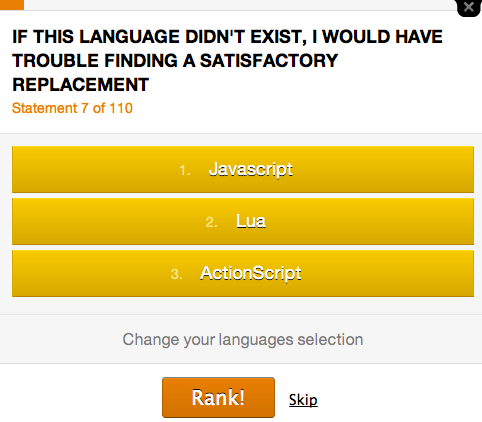 IF THIS LANGUAGE DIDN'T EXIST, I WOULD HAVE
TROUBLE FINDING A SATISFACTORY
REPLACEMENT
Statement 7 of 110
1. Javascript
2. Lua
3. ActionScript
Change your languages selection
Rank! Skip